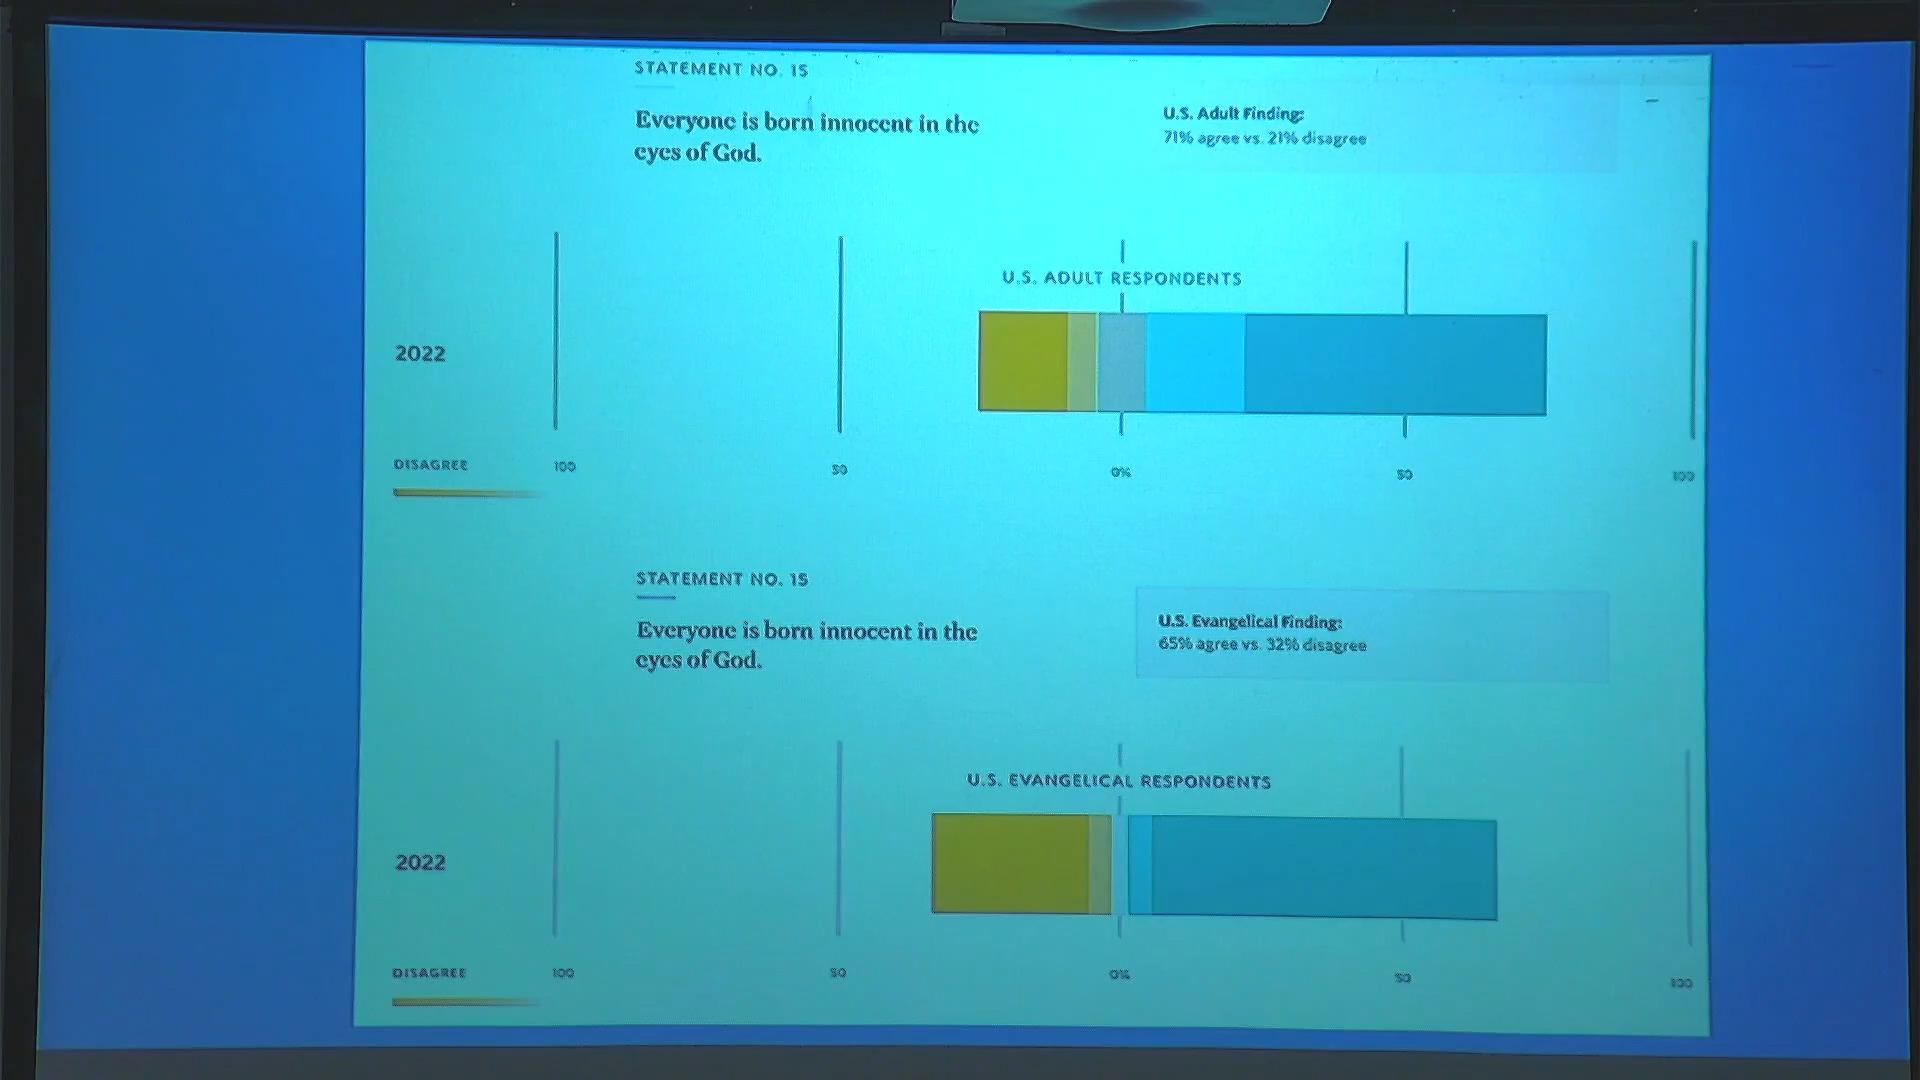 STATEMENT NO. 15
Everyone is born innocent in the
eyes of God.
U.S. Adult Finding:
71% agree vs. 21% disagree
U.S. ADULT RESPONDENTS
2022
DISAGREE
100
50
0%
50
100
STATEMENT NO. 15
Everyone is born innocent in the
eyes of God.
U.S. Evangelical Finding:
65% agree vs. 32% disagree
U.S. EVANGELICAL RESPONDENTS
2022
DISAGREE
100
50
0%
50
100